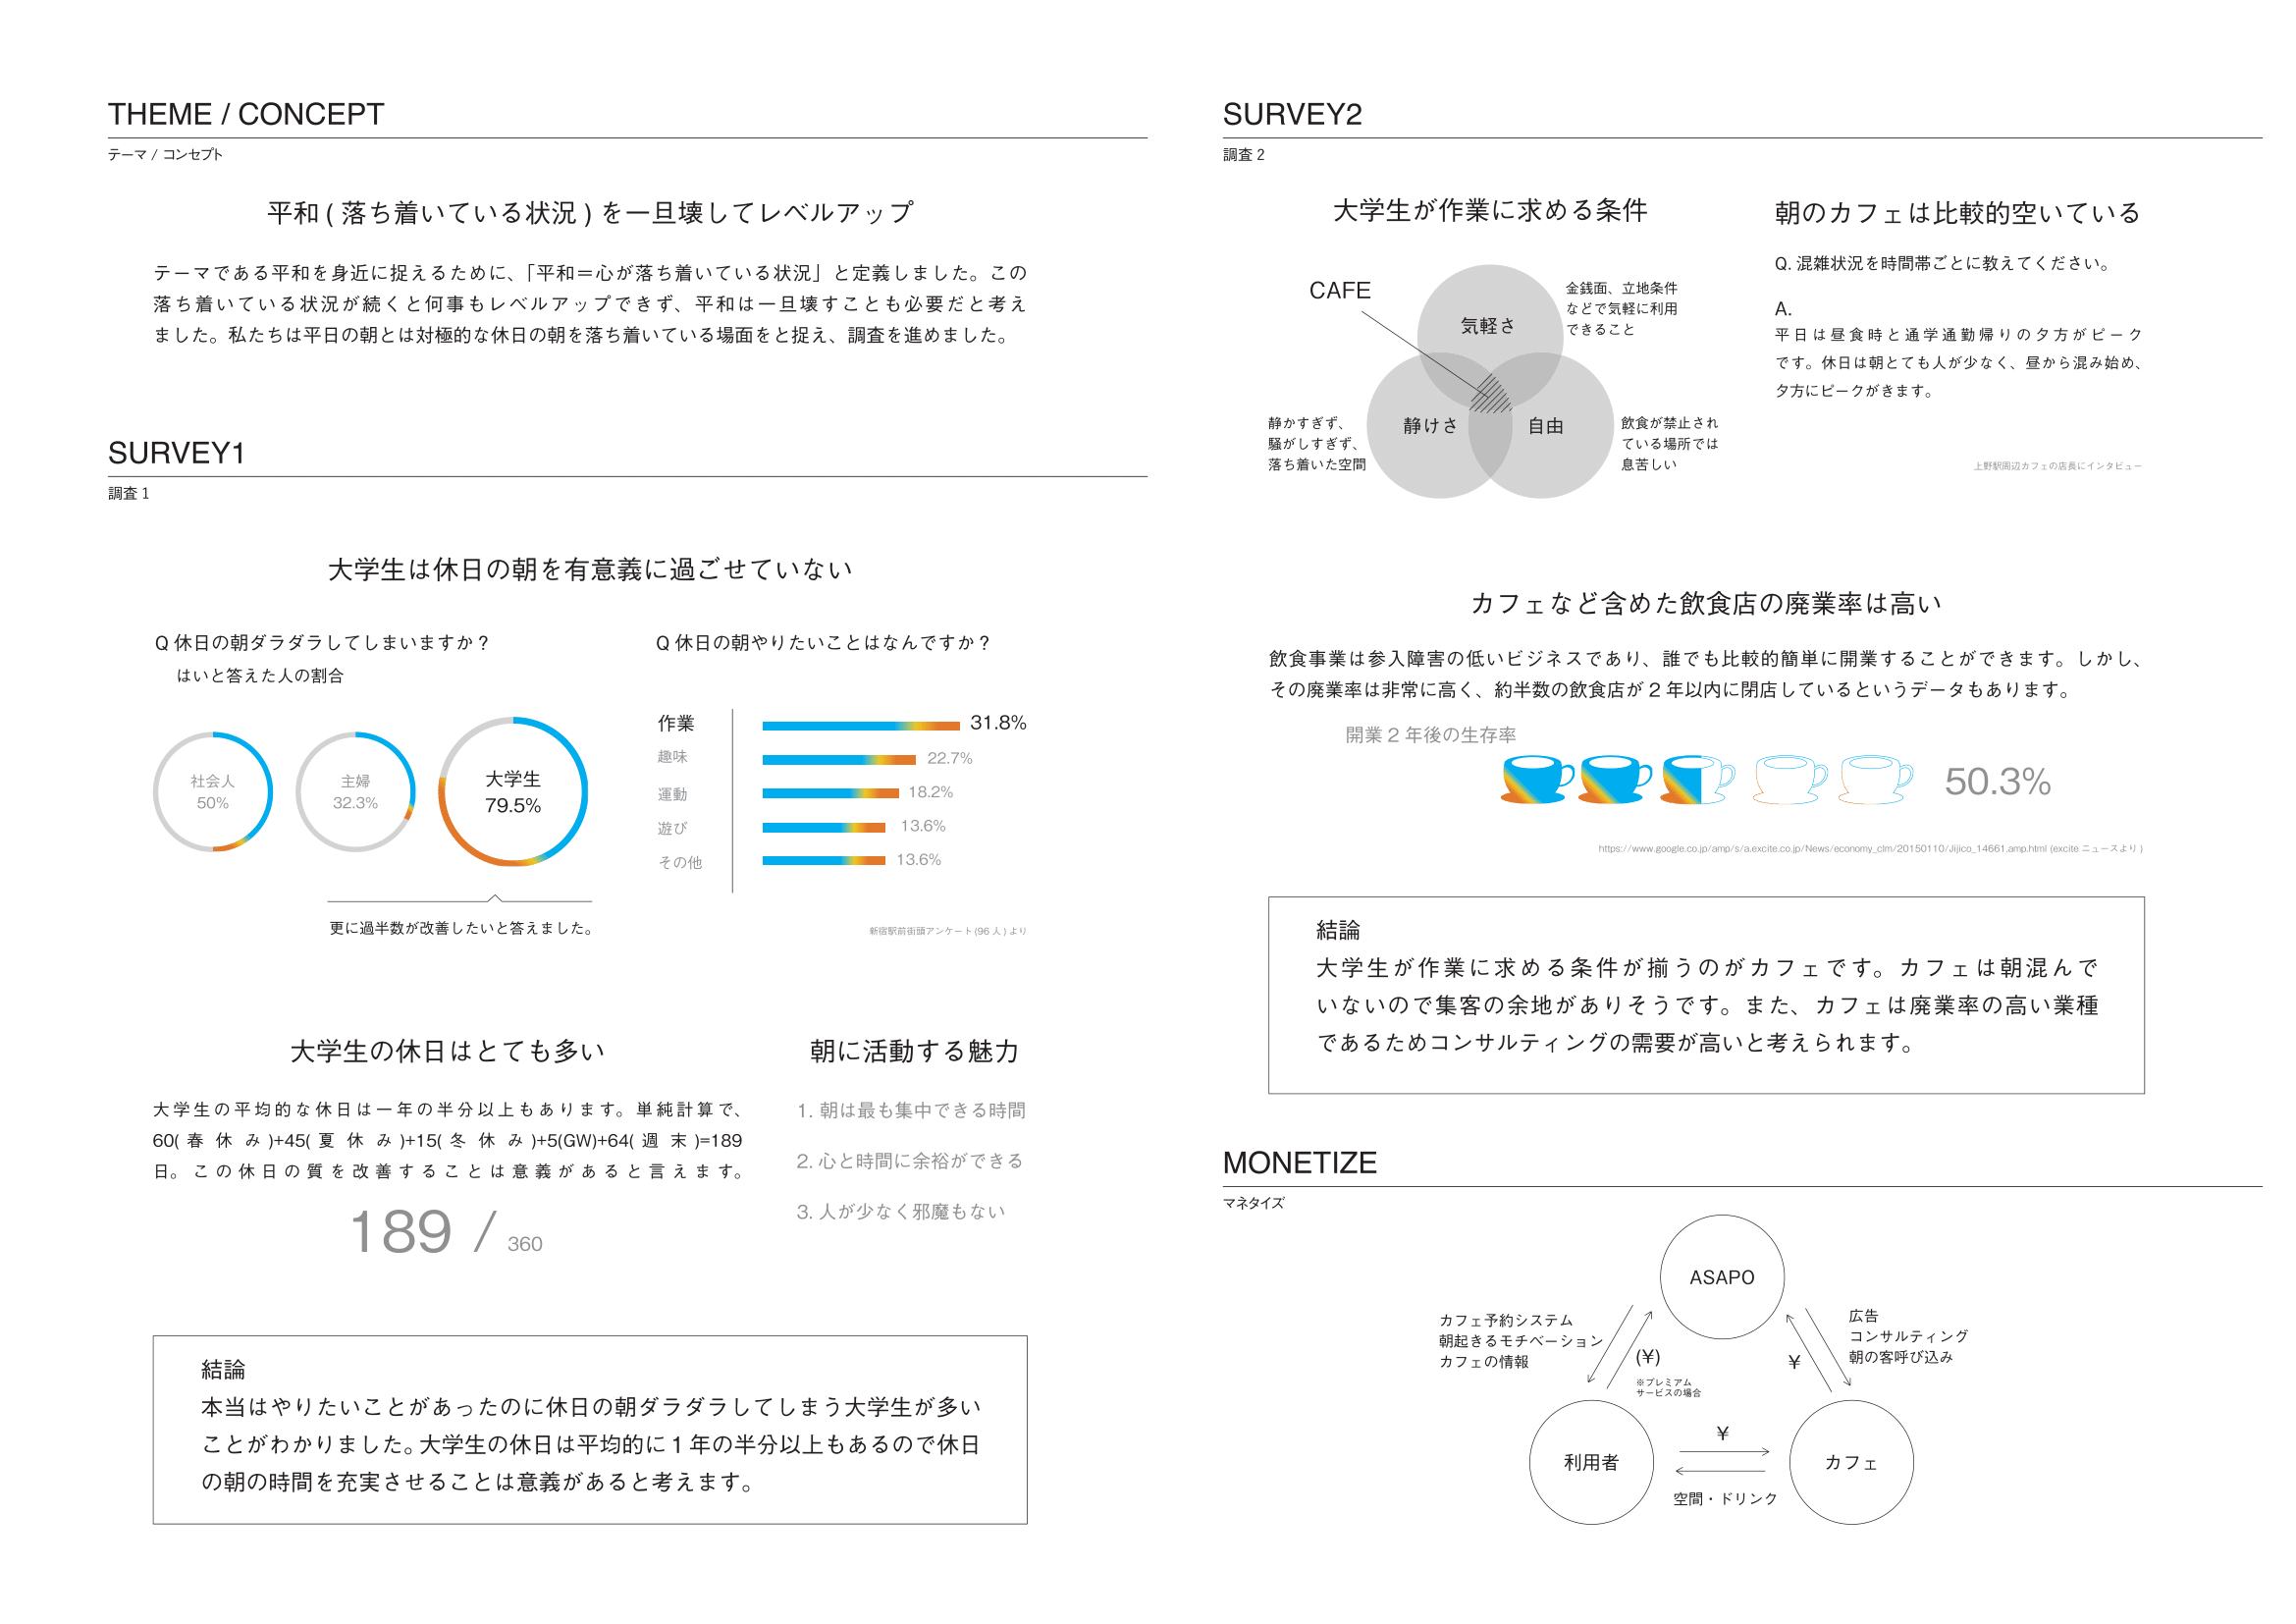 THEME / CONCEPT
テーマ / コンセプト
平和 ( 落ち着いている状況 ) を一旦壊してレベルアップ
テーマである平和を身近に捉えるために、「平和＝心が落ち着いている状況」と定義しました。この
落ち着いている状況が続くと何事もレベルアップできず、平和は一旦壊すことも必要だと考え
ました。私たちは平日の朝とは対極的な休日の朝を落ち着いている場面をと捉え、調査を進めました。
SURVEY1
調査 1
大学生は休日の朝を有意義に過ごせていない
Q 休日の朝ダラダラしてしまいますか？
はいと答えた人の割合
社会人
50%
主婦
32.3%
大学生
79.5%
更に過半数が改善したいと答えました。
Q 休日の朝やりたいことはなんですか？
作業 31.8%
趣味 22.7%
運動 18.2%
遊び 13.6%
その他 13.6%
新宿駅前街頭アンケート (96 人 ) より
大学生の休日はとても多い
大学生の平均的な休日は一年の半分以上もあります。単純計算で、
60( 春 休 み )+45( 夏 休 み )+15( 冬 休 み )+5(GW)+64( 週 末 )=189
日。この休日の質を改善することは意義があると言えます。
189 / 360
朝に活動する魅力
1. 朝は最も集中できる時間
2. 心と時間に余裕ができる
3. 人が少なく邪魔もない
結論
本当はやりたいことがあったのに休日の朝ダラダラしてしまう大学生が多い
ことがわかりました。大学生の休日は平均的に 1 年の半分以上もあるので休日
の朝の時間を充実させることは意義があると考えます。
SURVEY2
調査 2
大学生が作業に求める条件
CAFE
気軽さ
金銭面、立地条件
などで気軽に利用
できること
静かすぎず、
騒がしすぎず、
落ち着いた空間
静けさ
自由
飲食が禁止され
ている場所では
息苦しい
朝のカフェは比較的空いている
Q. 混雑状況を時間帯ごとに教えてください。
A.
平日は昼食時と通学通勤帰りの夕方がピーク
です。休日は朝とても人が少なく、昼から混み始め、
夕方にピークがきます。
上野駅周辺カフェの店長にインタビュー
カフェなど含めた飲食店の廃業率は高い
飲食事業は参入障害の低いビジネスであり、誰でも比較的簡単に開業することができます。しかし、
その廃業率は非常に高く、約半数の飲食店が 2 年以内に閉店しているというデータもあります。
開業 2 年後の生存率
50.3%
https://www.google.co.jp/amp/s/a.excite.co.jp/News/economy_clm/20150110/Jijico_14661.amp.html (excite ニュースより )
結論
大学生が作業に求める条件が揃うのがカフェです。カフェは朝混んで
いないので集客の余地がありそうです。また、カフェは廃業率の高い業種
であるためコンサルティングの需要が高いと考えられます。
MONETIZE
マネタイズ
ASAPO
カフェ予約システム
朝起きるモチベーション
カフェの情報
(¥)
※プレミアム
サービスの場合
¥
広告
コンサルティング
朝の客呼び込み
利用者
¥
空間・ドリンク
カフェ